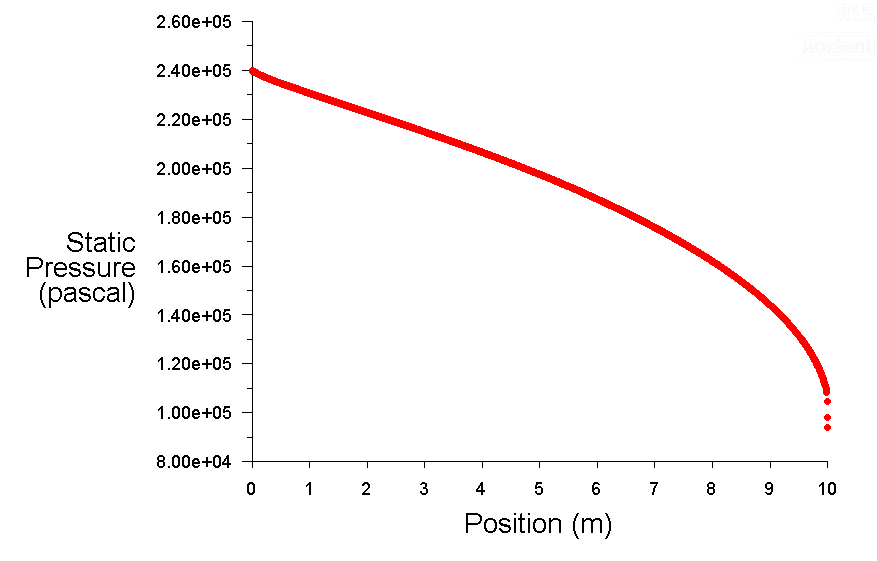 2.60e+05
2.40e+05
2.20e+05
2.00e+05
1.80e+05
1.60e+05
1.40e+05
1.20e+05
1.00e+05
8.00e+04
Static
Pressure
(pascal)
0 1 2 3 4 5 6 7 8 9 10
Position (m)